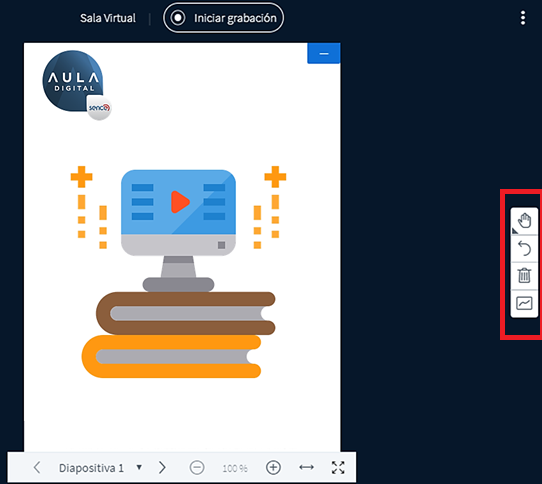 Sala Virtual | Iniciar grabación
AULA
DIGITAL
sence
Diapositiva 1
100 %